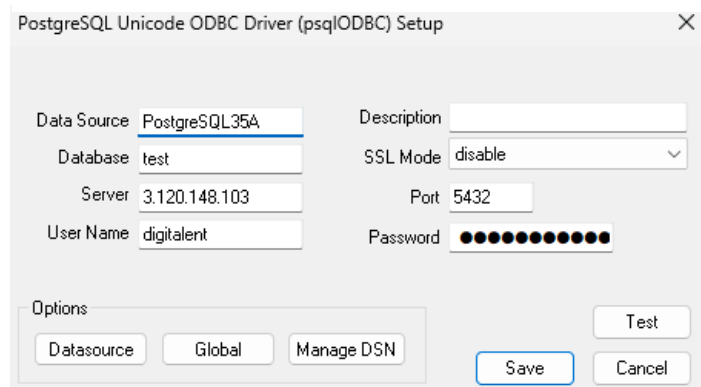 PostgreSQL Unicode ODBC Driver (psqlODBC) Setup
Data Source PostgreSQL35A Description
Database test SSL Mode disable
Server 3.120.148.103 Port 5432
User Name digitalent Password ●●●●●●●●●●●
Options
Test
Datasource Global Manage DSN
Save Cancel